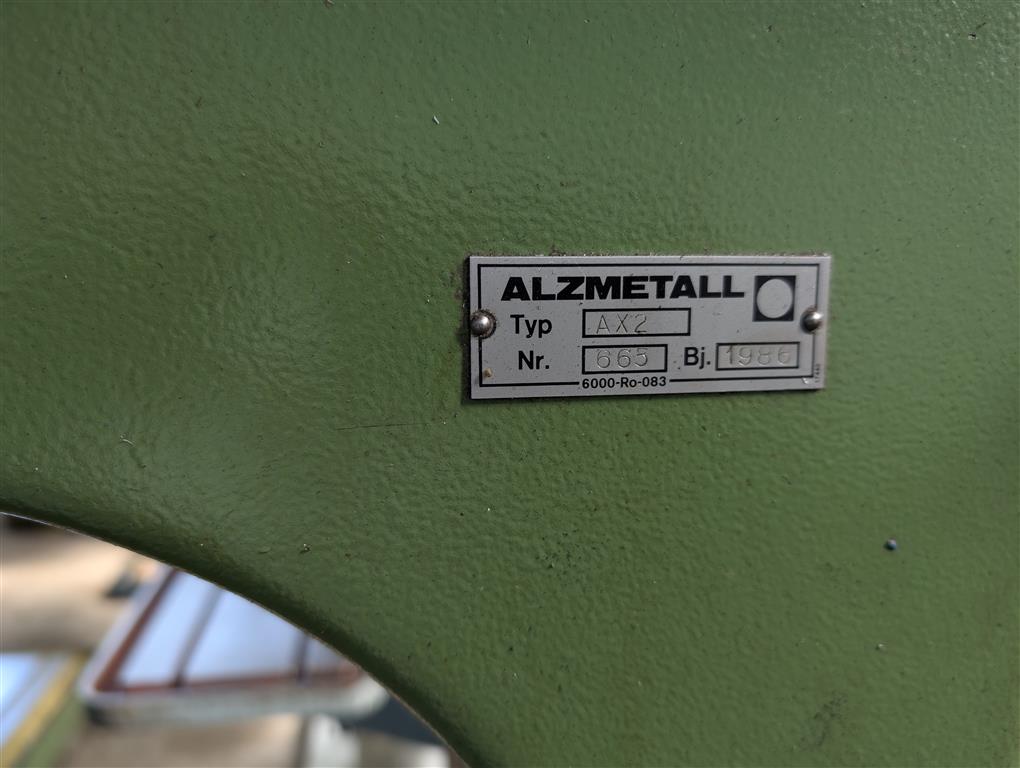 ALZMETALL
Typ AX2
Nr. 665 Bj. 1986
6000-Ro-083